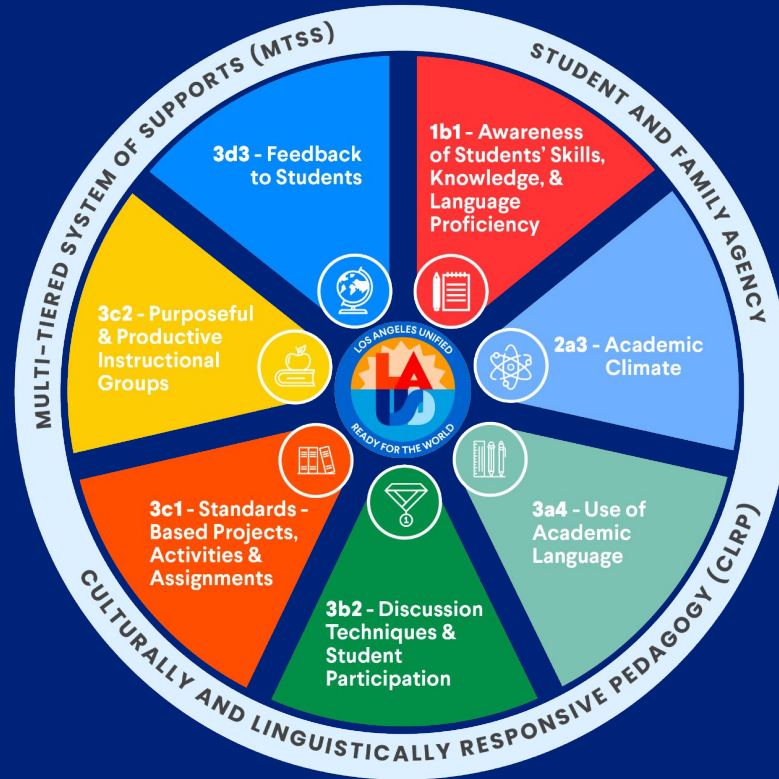 MULTI-TIERED SYSTEM OF SUPPORTS (MTSS)
STUDENT AND FAMILY AGENCY
CULTURALLY AND LINGUISTICALLY RESPONSIVE PEDAGOGY (CLRP)
1b1 - Awareness
of Students' Skills,
Knowledge, &
Language
Proficiency
2a3 - Academic
Climate
3a4 - Use of
Academic
Language
3b2 - Discussion
Techniques &
Student
Participation
3c1 - Standards -
Based Projects,
Activities &
Assignments
3c2 - Purposeful
& Productive
Instructional
Groups
3d3 - Feedback
to Students
LOS ANGELES UNIFIED
LAUSD
READY FOR THE WORLD
1